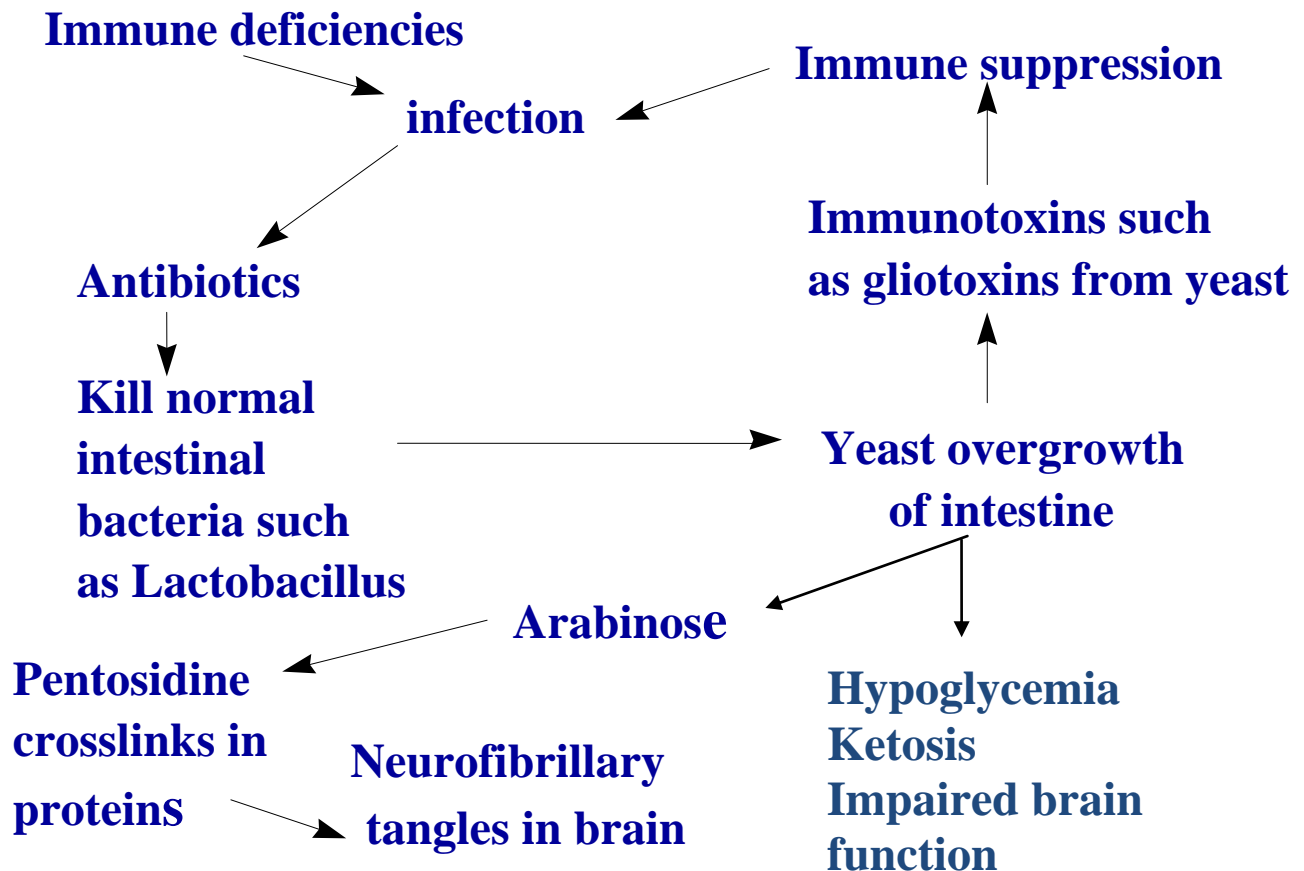 Immune deficiencies
Immune suppression
infection
Immunotoxins such
as gliotoxins from yeast
Antibiotics
Kill normal
intestinal
bacteria such
as Lactobacillus
Yeast overgrowth
of intestine
Arabinose
Pentosidine
crosslinks in
proteins
Neurofibrillary
tangles in brain
Hypoglycemia
Ketosis
Impaired brain
function